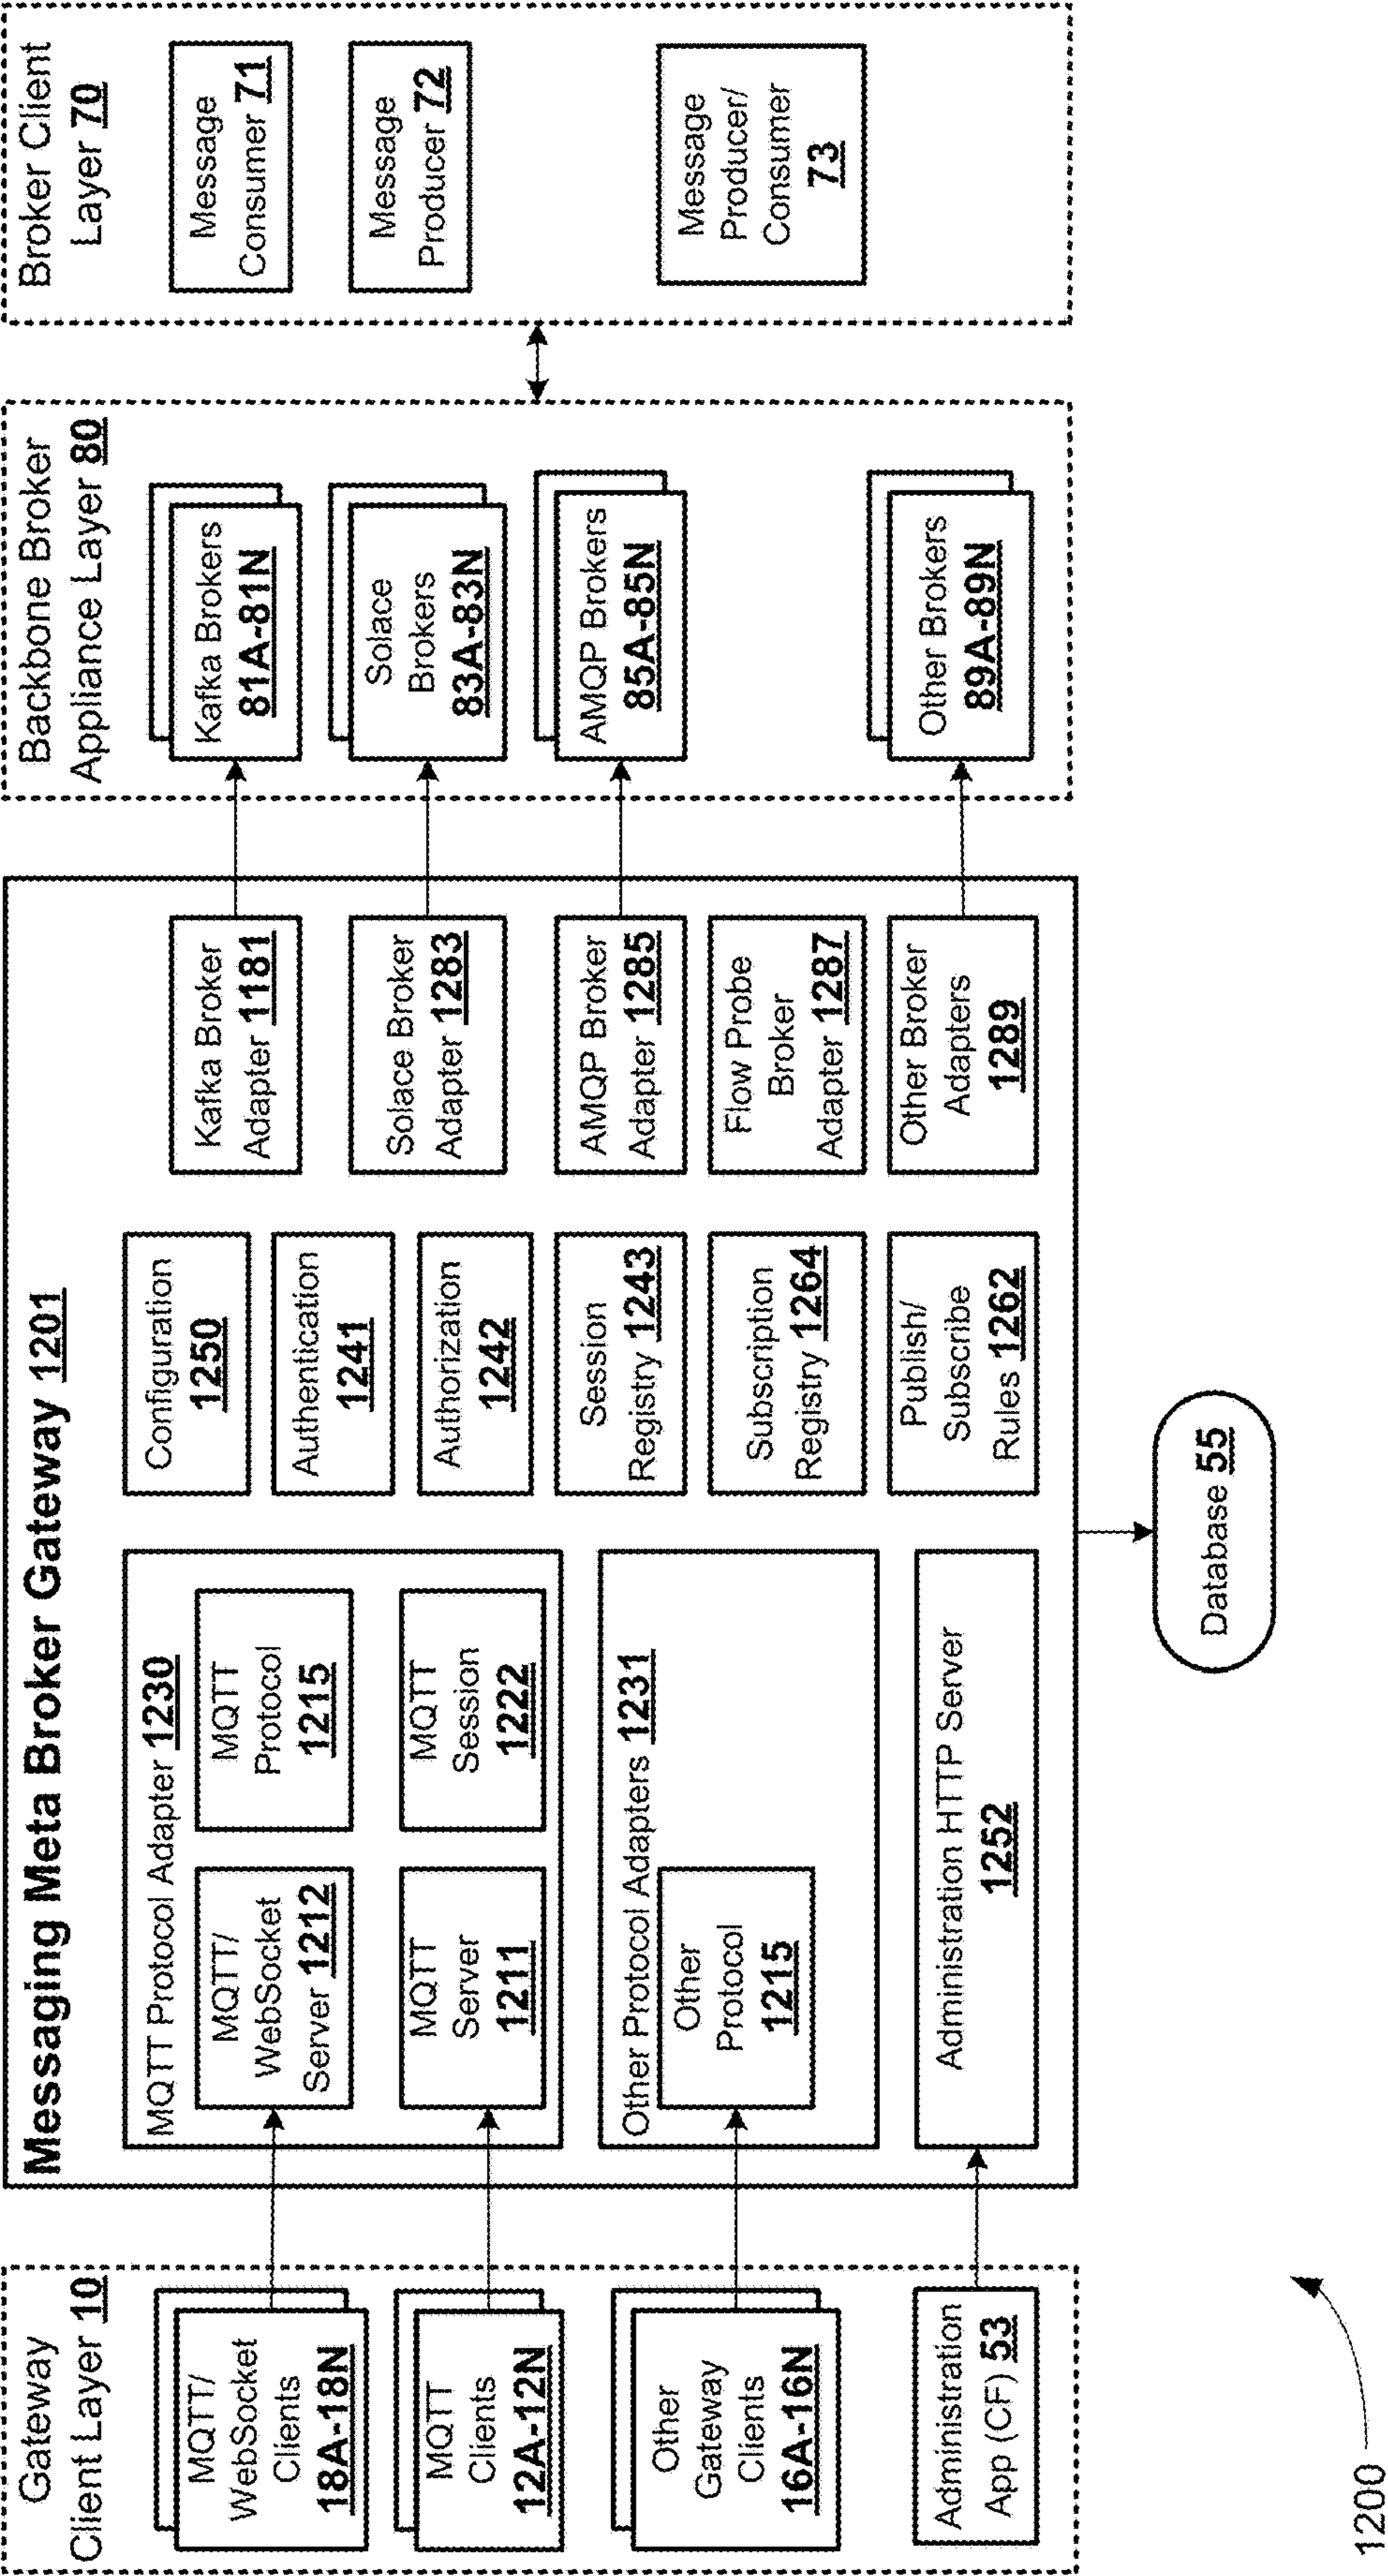 Gateway
Client Layer 10
MQTT/
WebSocket
Clients
18A-18N
MQTT
Clients
12A-12N
Other
Gateway
Clients
16A-16N
Administration
App (CF) 53
Messaging Meta Broker Gateway 1201
MQTT Protocol Adapter 1230
MQTT/
WebSocket
Server 1212
MQTT
Protocol
1215
MQTT
Server
1211
MQTT
Session
1222
Other Protocol Adapters 1231
Other
Protocol
1215
Administration HTTP Server
1252
Configuration
1250
Authentication
1241
Authorization
1242
Session
Registry 1243
Subscription
Registry 1264
Publish/
Subscribe
Rules 1262
Kafka Broker
Adapter 1181
Solace Broker
Adapter 1283
AMQP Broker
Adapter 1285
Flow Probe
Broker
Adapter 1287
Other Broker
Adapters
1289
Database 55
Backbone Broker
Appliance Layer 80
Kafka Brokers
81A-81N
Solace
Brokers
83A-83N
AMQP Brokers
85A-85N
Other Brokers
89A-89N
Broker Client
Layer 70
Message
Consumer 71
Message
Producer 72
Message
Producer/
Consumer
73
1200